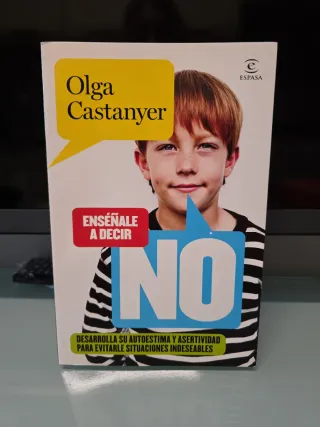 Olga
Castanyer
ESPASA
ENSÉÑALE
A DECIR
NO
DESARROLLA SU AUTOESTIMA Y ASERTIVIDAD
PARA EVITARLE SITUACIONES INDESEABLES